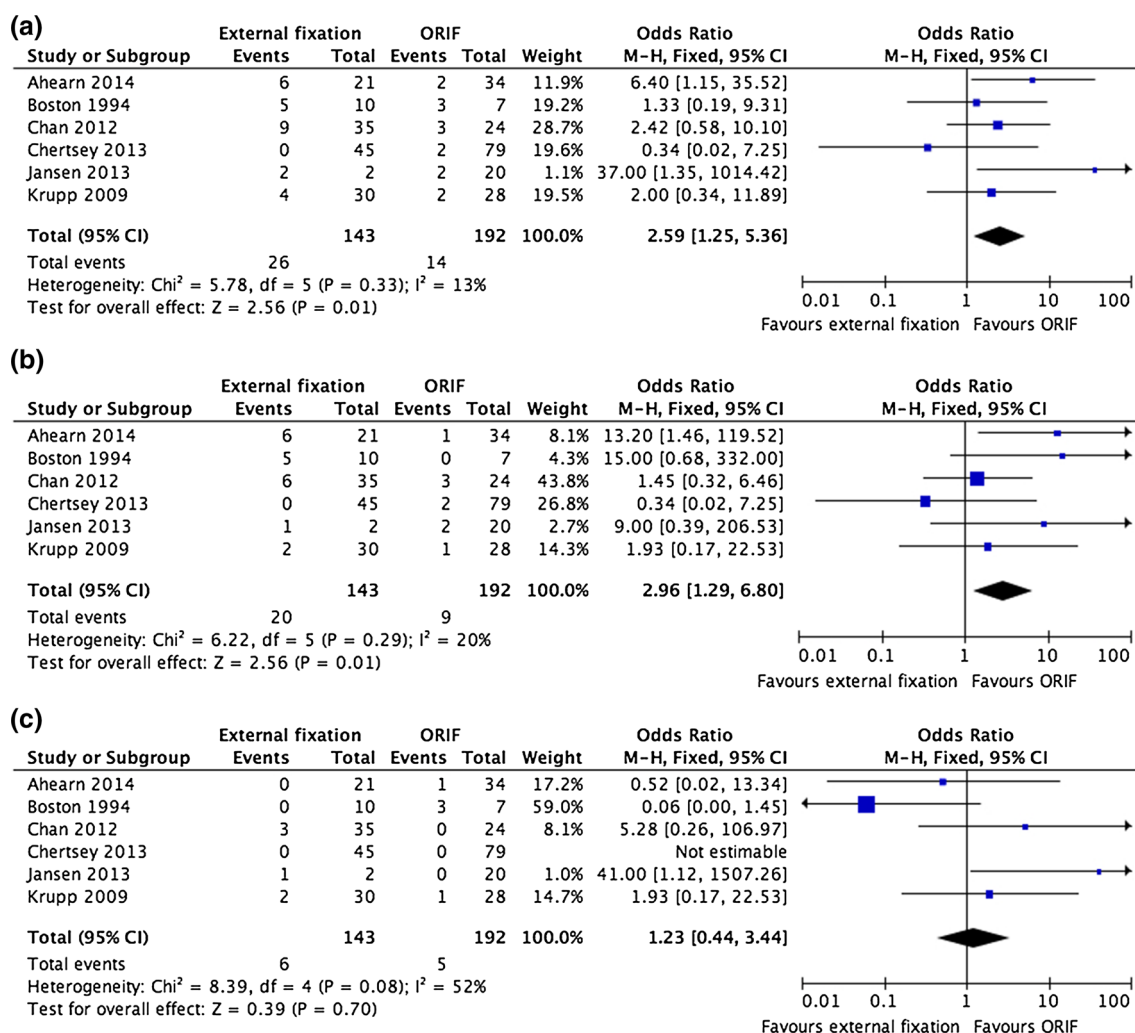 (a)
External fixation ORIF Odds Ratio Odds Ratio
Study or Subgroup Events Total Events Total Weight M-H, Fixed, 95% CI M-H, Fixed, 95% CI
Ahearn 2014 6 21 2 34 11.9% 6.40 [1.15, 35.52]
Boston 1994 5 10 3 7 19.2% 1.33 [0.19, 9.31]
Chan 2012 9 35 3 24 28.7% 2.42 [0.58, 10.10]
Chertsey 2013 0 45 2 79 19.6% 0.34 [0.02, 7.25]
Jansen 2013 2 2 2 20 1.1% 37.00 [1.35, 1014.42]
Krupp 2009 4 30 2 28 19.5% 2.00 [0.34, 11.89]
Total (95% CI) 143 192 100.0% 2.59 [1.25, 5.36]
Total events 26 14
Heterogeneity: Chi² = 5.78, df = 5 (P = 0.33); I² = 13%
Test for overall effect: Z = 2.56 (P = 0.01)
0.01 0.1 1 10 100
Favours external fixation Favours ORIF
(b)
External fixation ORIF Odds Ratio Odds Ratio
Study or Subgroup Events Total Events Total Weight M-H, Fixed, 95% CI M-H, Fixed, 95% CI
Ahearn 2014 6 21 1 34 8.1% 13.20 [1.46, 119.52]
Boston 1994 5 10 0 7 4.3% 15.00 [0.68, 332.00]
Chan 2012 6 35 3 24 43.8% 1.45 [0.32, 6.46]
Chertsey 2013 0 45 2 79 26.8% 0.34 [0.02, 7.25]
Jansen 2013 1 2 2 20 2.7% 9.00 [0.39, 206.53]
Krupp 2009 2 30 1 28 14.3% 1.93 [0.17, 22.53]
Total (95% CI) 143 192 100.0% 2.96 [1.29, 6.80]
Total events 20 9
Heterogeneity: Chi² = 6.22, df = 5 (P = 0.29); I² = 20%
Test for overall effect: Z = 2.56 (P = 0.01)
0.01 0.1 1 10 100
Favours external fixation Favours ORIF
(c)
External fixation ORIF Odds Ratio Odds Ratio
Study or Subgroup Events Total Events Total Weight M-H, Fixed, 95% CI M-H, Fixed, 95% CI
Ahearn 2014 0 21 1 34 17.2% 0.52 [0.02, 13.34]
Boston 1994 0 10 3 7 59.0% 0.06 [0.00, 1.45]
Chan 2012 3 35 0 24 8.1% 5.28 [0.26, 106.97]
Chertsey 2013 0 45 0 79 Not estimable
Jansen 2013 1 2 0 20 1.0% 41.00 [1.12, 1507.26]
Krupp 2009 2 30 1 28 14.7% 1.93 [0.17, 22.53]
Total (95% CI) 143 192 100.0% 1.23 [0.44, 3.44]
Total events 6 5
Heterogeneity: Chi² = 8.39, df = 4 (P = 0.08); I² = 52%
Test for overall effect: Z = 0.39 (P = 0.70)
0.01 0.1 1 10 100
Favours external fixation Favours ORIF